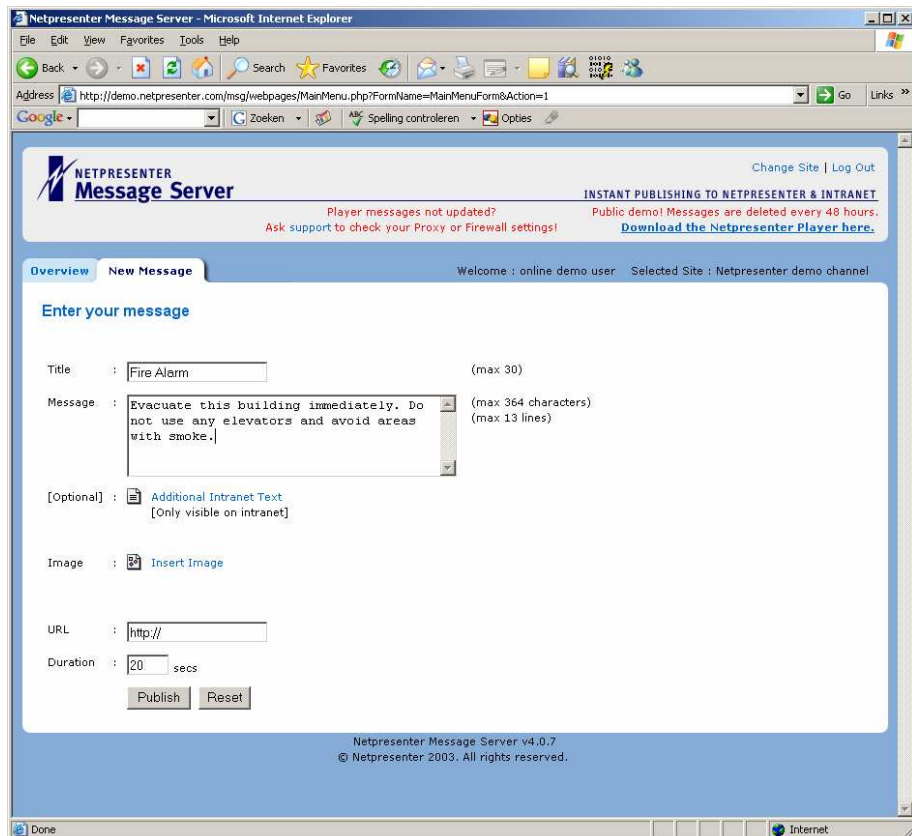 Netpresenter Message Server - Microsoft Internet Explorer
File Edit View Favorites Tools Help
Back Search Favorites
Address http://demo.netpresenter.com/msg/webpages/MainMenu.php?FormName=MainMenuForm&Action=1 Go Links »
Google Zoeken ABC Spelling controleren Opties
NETPRESENTER
Message Server
Change Site | Log Out
INSTANT PUBLISHING TO NETPRESENTER & INTRANET
Player messages not updated? Public demo! Messages are deleted every 48 hours.
Ask support to check your Proxy or Firewall settings! Download the Netpresenter Player here.
Overview New Message Welcome : online demo user Selected Site : Netpresenter demo channel
Enter your message
Title : Fire Alarm (max 30)
Message : Evacuate this building immediately. Do (max 364 characters)
not use any elevators and avoid areas (max 13 lines)
with smoke.
[Optional] : Additional Intranet Text
[Only visible on intranet]
Image : Insert Image
URL : http://
Duration : 20 secs
Publish Reset
Netpresenter Message Server v4.0.7
© Netpresenter 2003. All rights reserved.
Done Internet